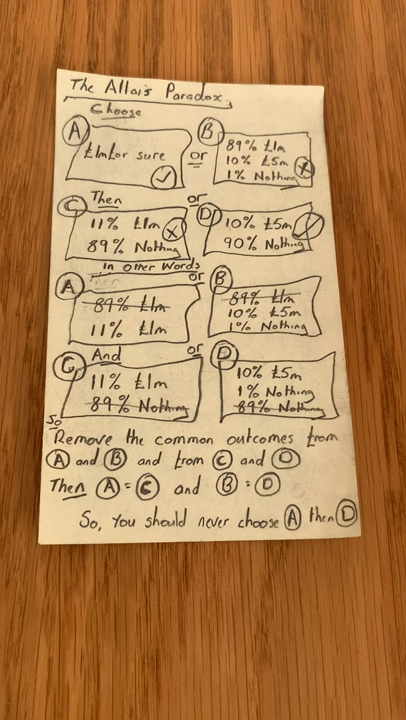 The Allais Paradox.
Choose
A
£1m for sure
✓
or
B
89% £1m
10% £5m
1% Nothing
X
Then
or
C
11% £1m
89% Nothing
X
D
10% £5m
90% Nothing
✓
In Other Words
or
A
89% £1m
11% £1m
B
89% £1m
10% £5m
1% Nothing
And
or
C
11% £1m
89% Nothing
D
10% £5m
1% Nothing
89% Nothing
So
Remove the common outcomes from
A and B and from C and D
Then A = C and B = D
So, You should never choose A then D